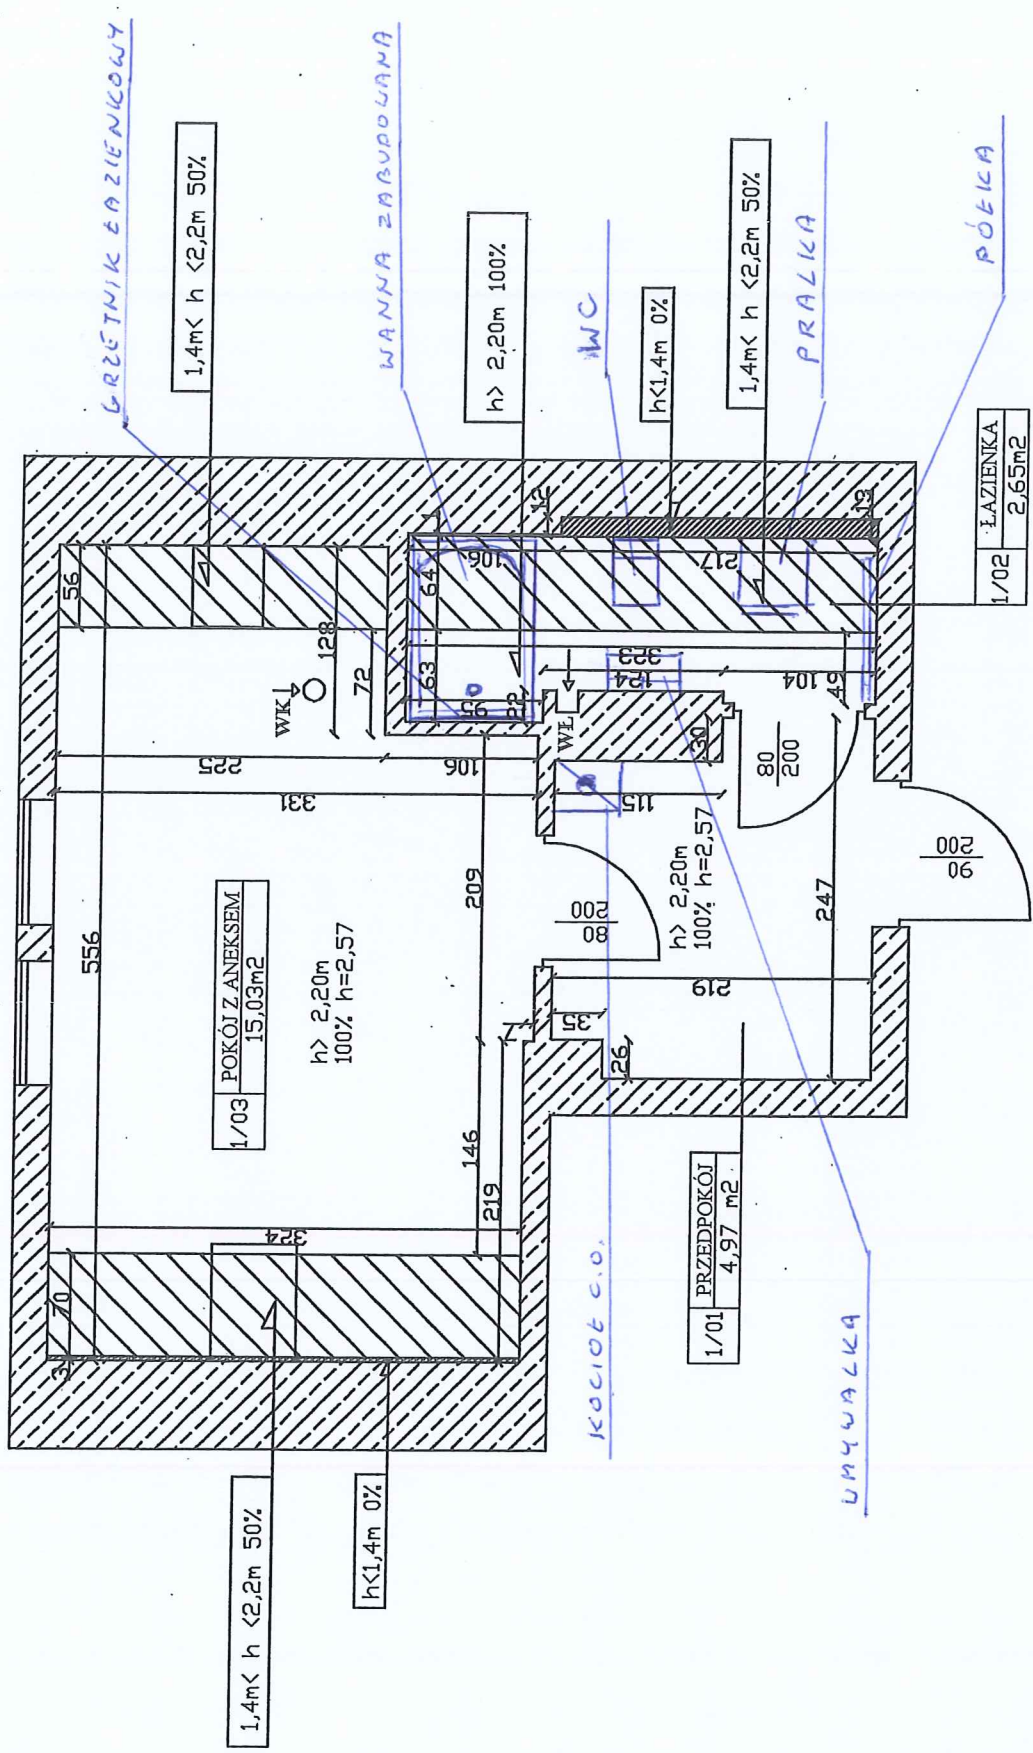 GRZEJNIK ŁAZIENKOWY
1,4m< h <2,2m 50%
WANNA ZABUDOWANA
h> 2,20m 100%
WC
h<1,4m 0%
1,4m< h <2,2m 50%
PRALKA
PÓŁKA
1/02 ŁAZIENKA
2,65m2
56
128
72
WK
225
106
331
556
1/03 POKÓJ Z ANEKSEM
15,03m2
h> 2,20m
100% h=2,57
209
146
219
7
324
70
3
64
63
106
95
22
12
217
13
323
124
104
49
WŁ
30
115
80
200
80
200
90
200
h> 2,20m
100% h=2,57
247
219
35
26
1/01 PRZEDPOKÓJ
4,97 m2
KOCIOŁ C.O.
UMYWALKA
1,4m< h <2,2m 50%
h<1,4m 0%